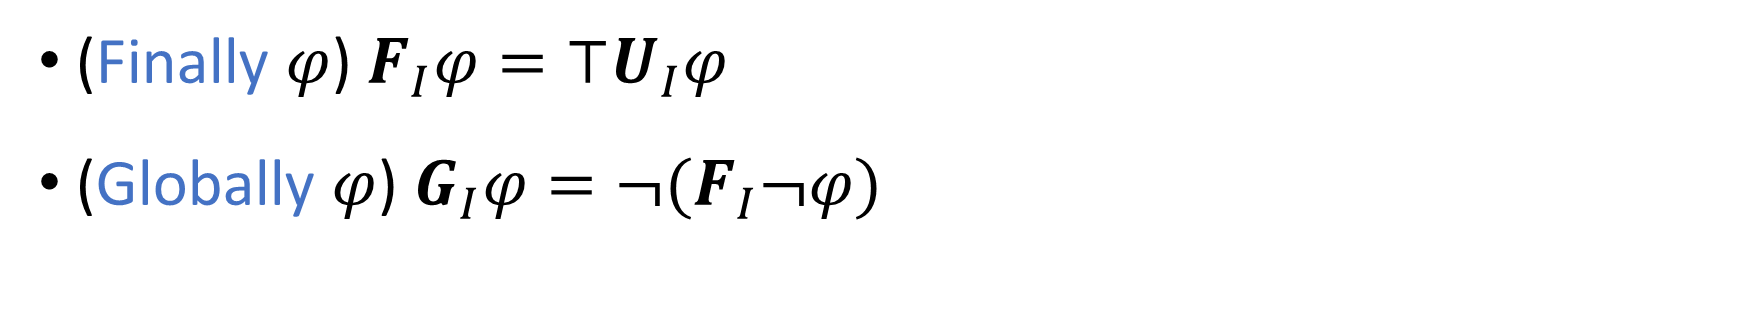 • (Finally φ) F_I φ = ⊤ U_I φ
• (Globally φ) G_I φ = ¬(F_I ¬φ)